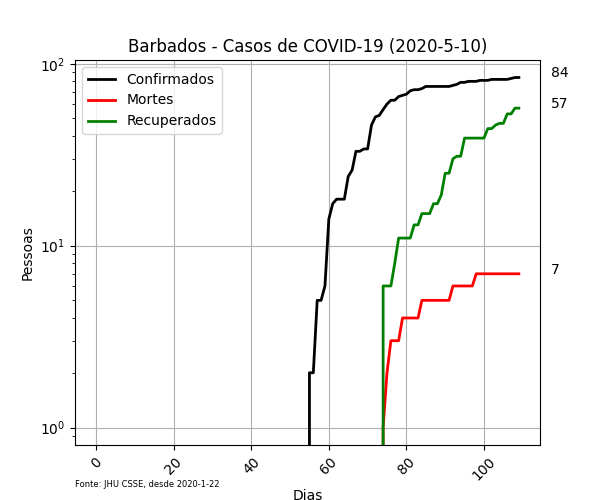 Barbados - Casos de COVID-19 (2020-5-10)
Confirmados
Mortes
Recuperados
84
57
7
10²
10¹
10⁰
Pessoas
0 20 40 60 80 100
Fonte: JHU CSSE, desde 2020-1-22
Dias